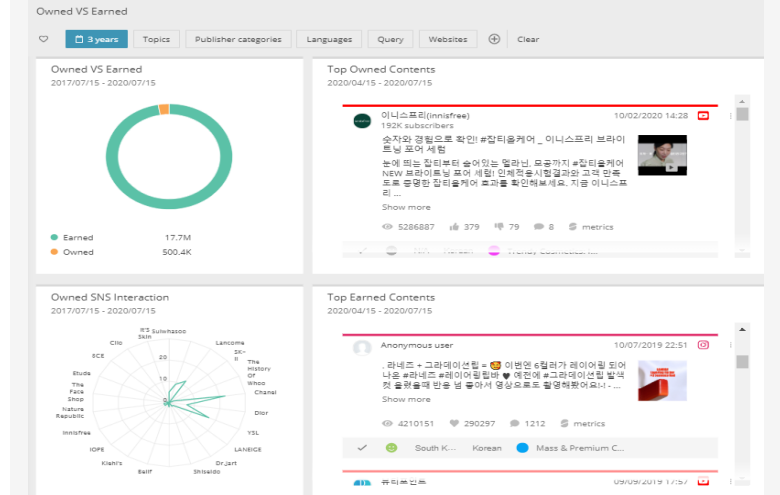 Owned VS Earned
3 years
Topics
Publisher categories
Languages
Query
Websites
Clear
Owned VS Earned
2017/07/15 - 2020/07/15
Earned 17.7M
Owned 500.4K
Top Owned Contents
2020/04/15 - 2020/07/15
이니스프리(innisfree) 10/02/2020 14:28
192K subscribers
숫자와 경험으로 확인! #잡티올케어 _ 이니스프리 브라이
트닝 포어 세럼
눈에 띄는 잡티부터 숨어있는 멜라닌, 모공까지 #잡티올케어
NEW 브라이트닝 포어 세럼! 인체적용시험결과와 고객 만족
도로 증명한 잡티올케어 효과를 확인해보세요. 지금 이니스프
리 ...
Show more
5286887 379 79 8 metrics
Owned SNS Interaction
2017/07/15 - 2020/07/15
It'S Skin
Sulwhasoo
Lancome
SK-II
The History Of Whoo
Chanel
Dior
YSL
LANEIGE
Dr.Jart
Shiseido
Belif
Kiehl's
IOPE
Innisfree
Nature Republic
The Face Shop
Etude
ECE
Clio
20
10
0
Top Earned Contents
2020/04/15 - 2020/07/15
Anonymous user 10/07/2019 22:51
. 라네즈 + 그라데이션립 = 😍 이번엔 6컬러가 레이어링 되어
나온 #라네즈 #레이어링립바 ♥ 예전에 #그라데이션립 발색
컷 올렸을때 반응 넘 좋아서 영상으로도 촬영해봤어요!-! - ...
Show more
4210151 290297 1212 metrics
South K... Korean Mass & Premium C...
뷰티포인트 09/09/2019 17:57